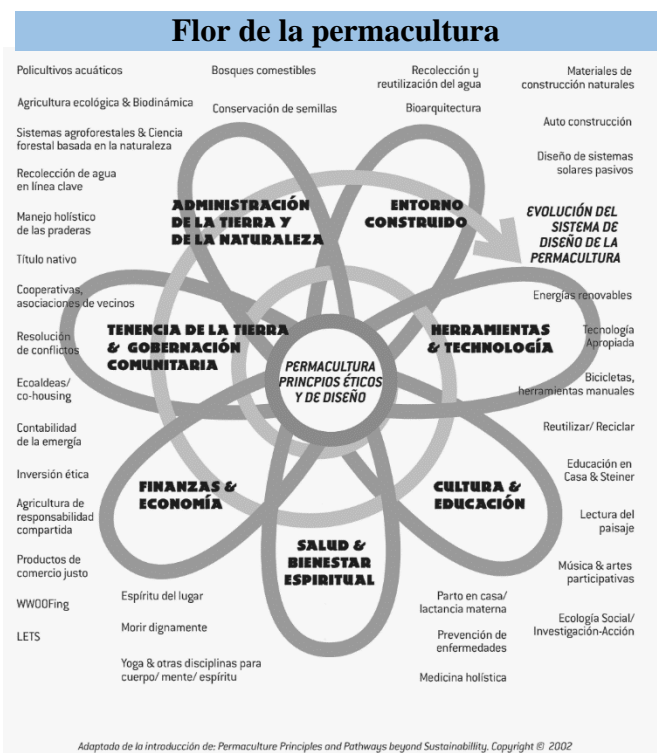 Flor de la permacultura
Policultivos acuáticos
Agricultura ecológica & Biodinámica
Sistemas agroforestales & Ciencia
forestal basada en la naturaleza
Recolección de agua
en línea clave
Manejo holístico
de las praderas
Título nativo
Cooperativas,
asociaciones de vecinos
Resolución
de conflictos
Ecoaldeas/
co-housing
Contabilidad
de la emergía
Inversión ética
Agricultura de
responsabilidad
compartida
Productos de
comercio justo
WWOOFing
LETS
Bosques comestibles
Conservación de semillas
Recolección y
reutilización del agua
Bioarquitectura
Materiales de
construcción naturales
Auto construcción
Diseño de sistemas
solares pasivos
EVOLUCIÓN DEL
SISTEMA DE
DISEÑO DE LA
PERMACULTURA
Energías renovables
Tecnología
Apropiada
Bicicletas,
herramientas manuales
Reutilizar/ Reciclar
Educación en
Casa & Steiner
Lectura del
paisaje
Música & artes
participativas
Ecología Social/
Investigación-Acción
ADMINISTRACIÓN
DE LA TIERRA Y
DE LA NATURALEZA
ENTORNO
CONSTRUIDO
TENENCIA DE LA TIERRA
& GOBERNACIÓN
COMUNITARIA
HERRAMIENTAS
& TECHNOLOGÍA
PERMACULTURA
PRINCPIOS ÉTICOS
Y DE DISEÑO
FINANZAS &
ECONOMÍA
CULTURA &
EDUCACIÓN
SALUD &
BIENESTAR
ESPIRITUAL
Espíritu del lugar
Morir dignamente
Yoga & otras disciplinas para
cuerpo/ mente/ espíritu
Parto en casa/
lactancia materna
Prevención de
enfermedades
Medicina holística
Adaptado de la introducción de: Permaculture Principles and Pathways beyond Sustainabillity. Copyright © 2002